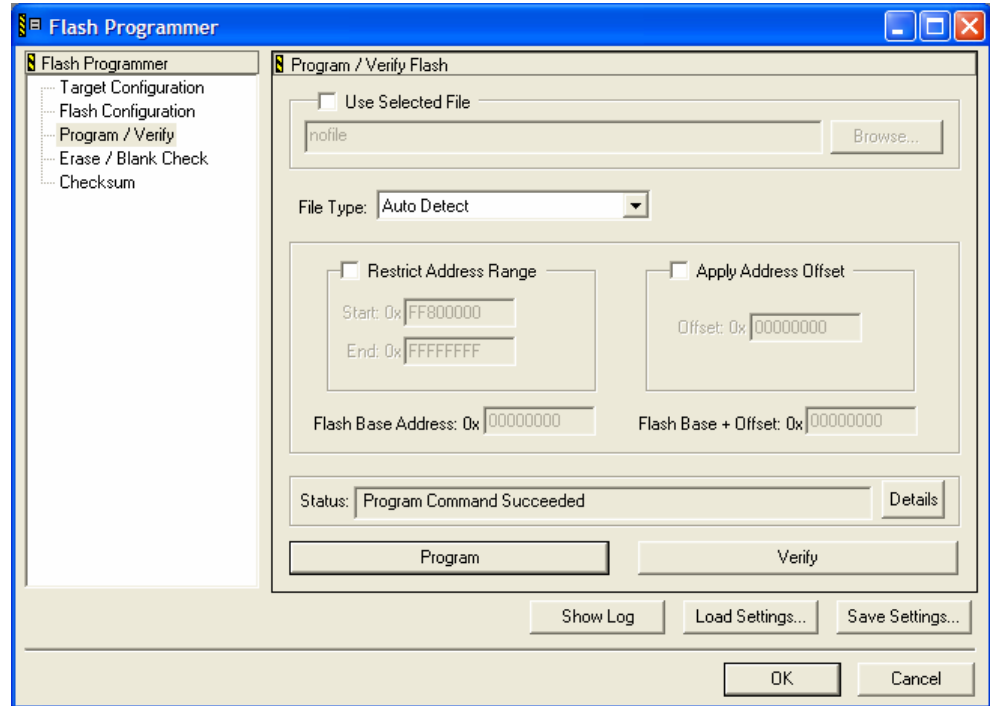 Flash Programmer
Flash Programmer
Target Configuration
Flash Configuration
Program / Verify
Erase / Blank Check
Checksum
Program / Verify Flash
Use Selected File
nofile
Browse...
File Type: Auto Detect
Restrict Address Range
Start: 0x FF800000
End: 0x FFFFFFFF
Apply Address Offset
Offset: 0x 00000000
Flash Base Address: 0x 00000000
Flash Base + Offset: 0x 00000000
Status: Program Command Succeeded
Details
Program
Verify
Show Log
Load Settings...
Save Settings...
OK
Cancel